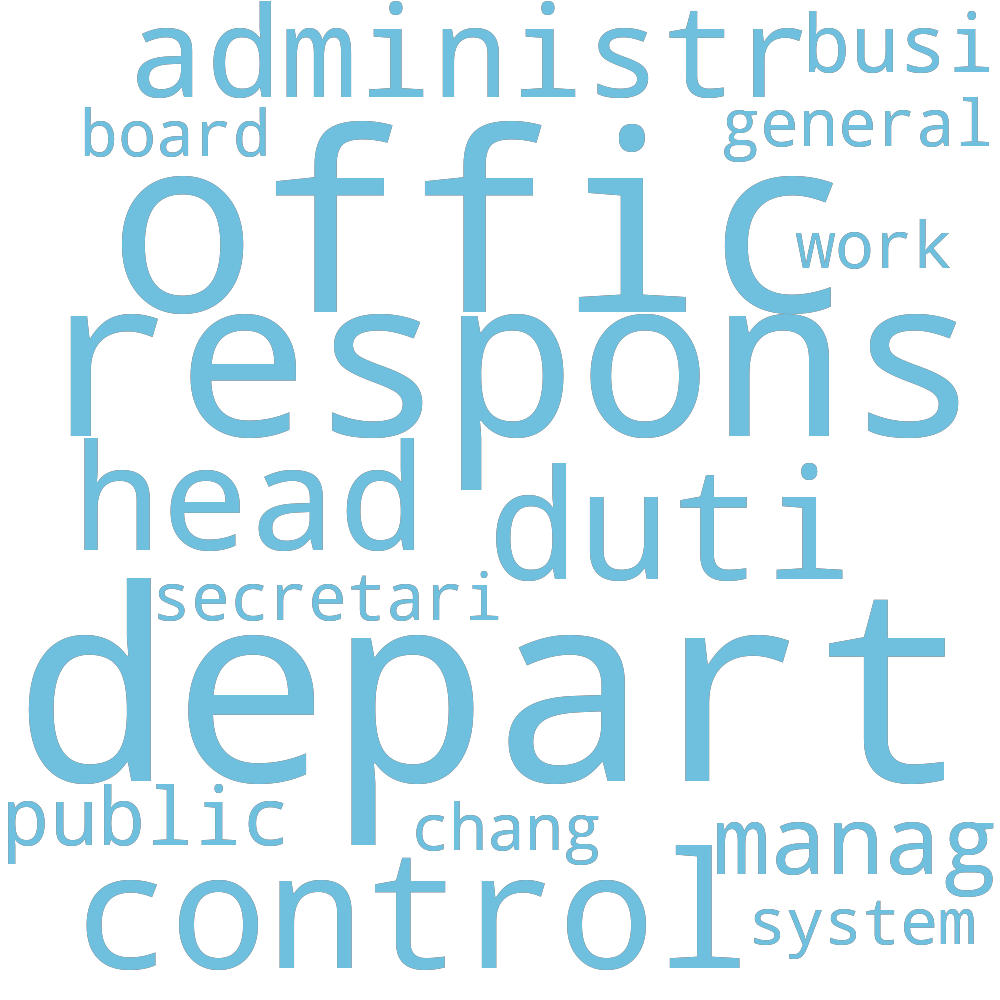 administr
busi
board
general
offic
work
respons
head
duti
secretari
depart
public
chang
manag
control
system